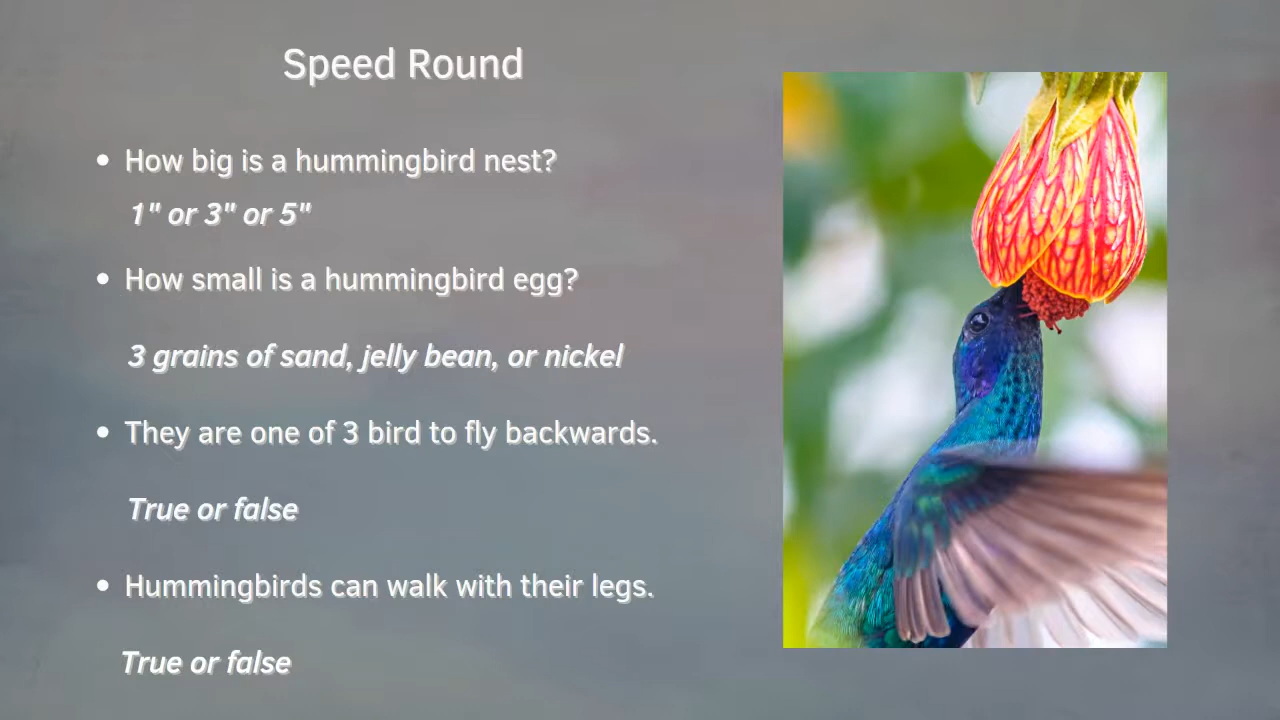 Speed Round
• How big is a hummingbird nest?
1" or 3" or 5"
• How small is a hummingbird egg?
3 grains of sand, jelly bean, or nickel
• They are one of 3 bird to fly backwards.
True or false
• Hummingbirds can walk with their legs.
True or false